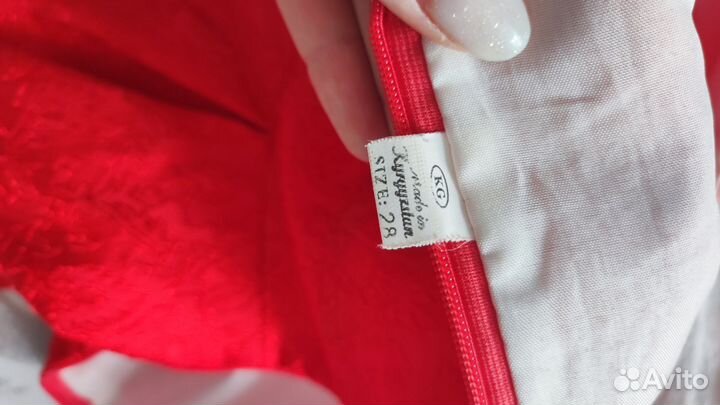 KG
Made in
Kyrgyzstan
SIZE: 28
Avito